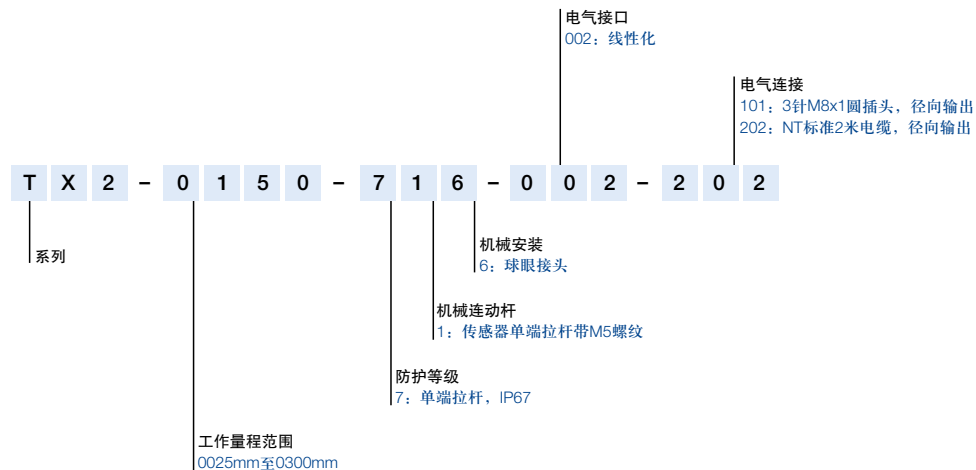 电气接口
002：线性化
电气连接
101：3针M8x1圆插头，径向输出
202：NT标准2米电缆，径向输出
T X 2 - 0 1 5 0 - 7 1 6 - 0 0 2 - 2 0 2
系列
机械安装
6：球眼接头
机械连动杆
1：传感器单端拉杆带M5螺纹
防护等级
7：单端拉杆，IP67
工作量程范围
0025mm至0300mm